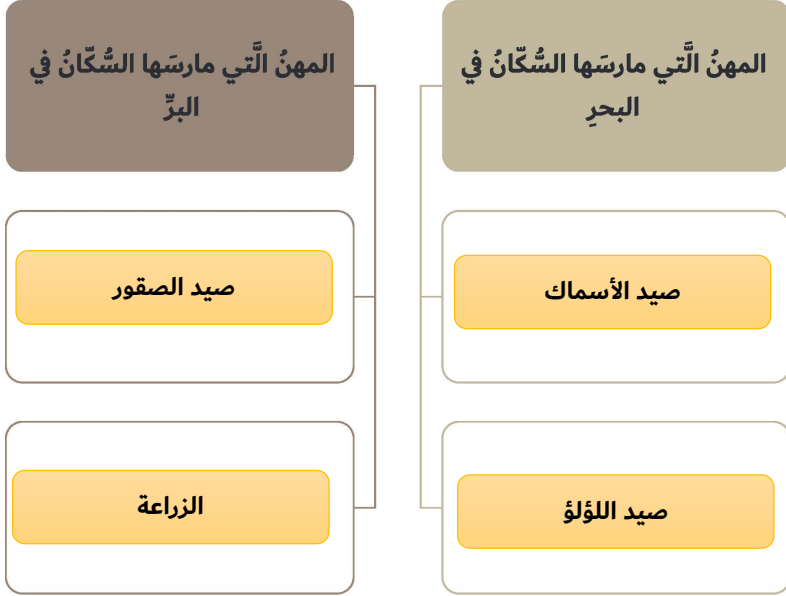 المهنُ الَّتي مارسَها السُّكّانُ في
البحرِ
صيد الأسماك
صيد اللؤلؤ
المهنُ الَّتي مارسَها السُّكّانُ في
البرِّ
صيد الصقور
الزراعة